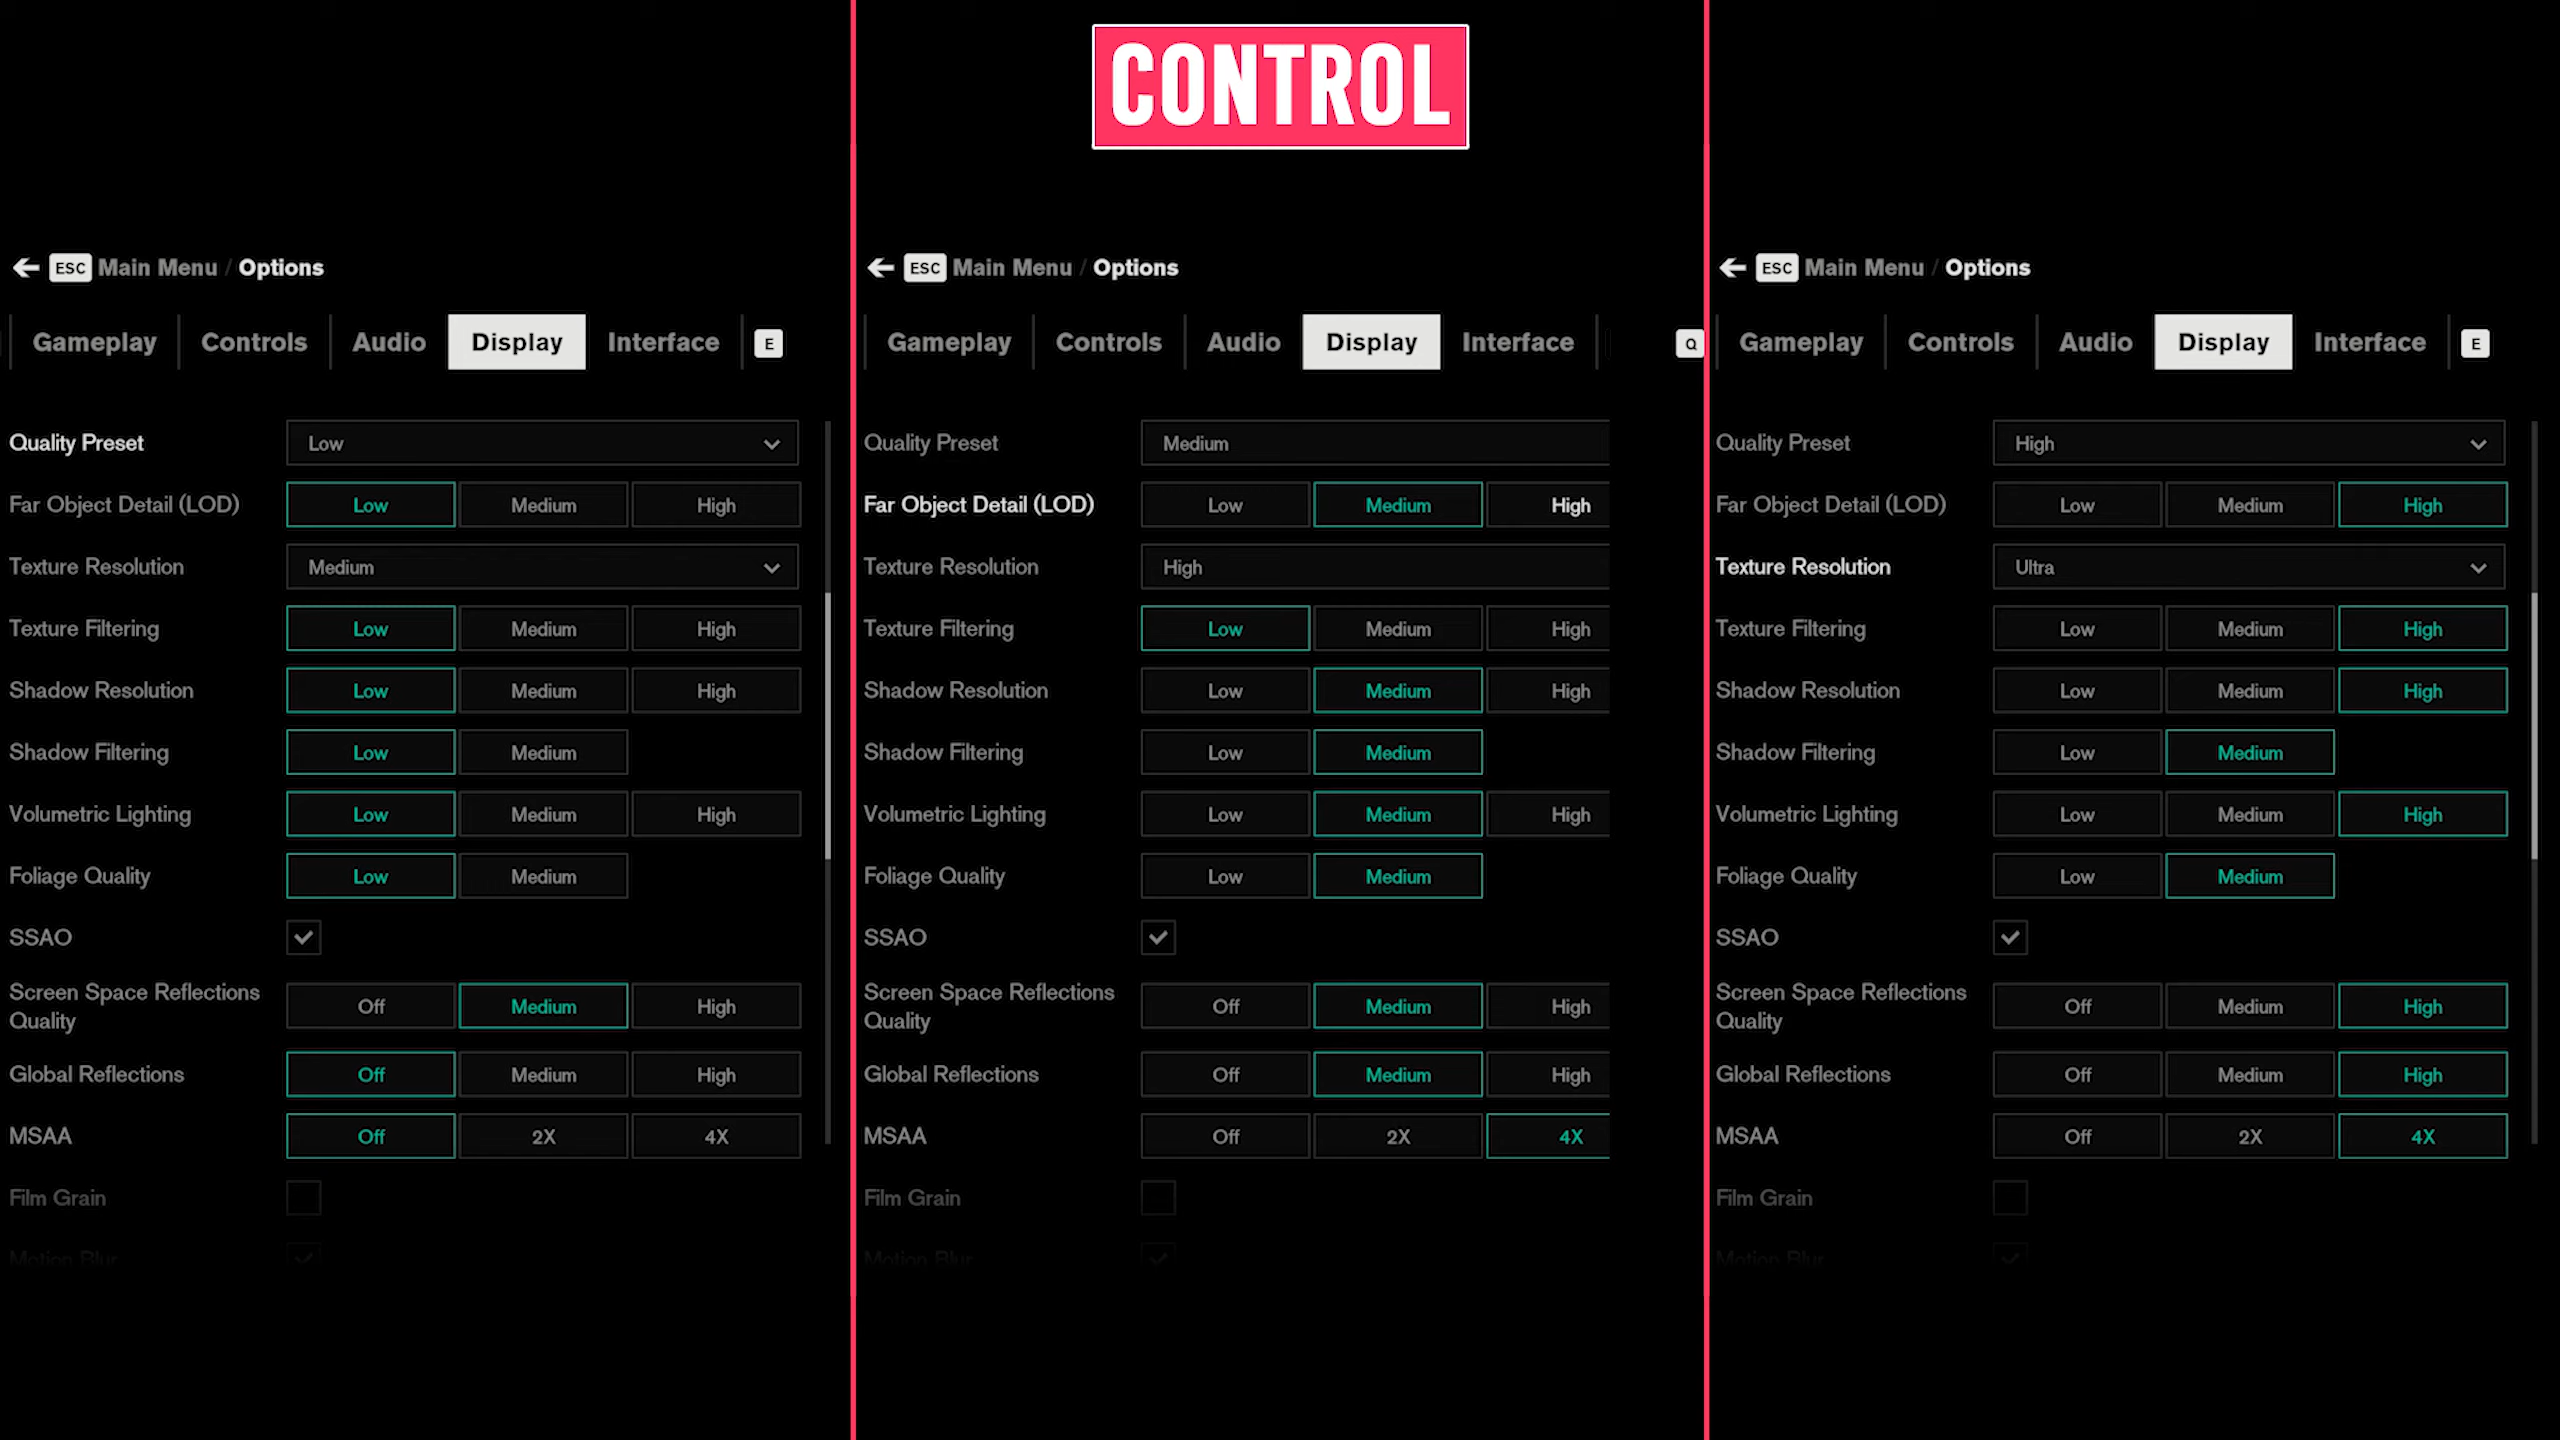 CONTROL
ESC Main Menu / Options
Gameplay Controls Audio Display Interface E
Quality Preset Low
Far Object Detail (LOD) Low Medium High
Texture Resolution Medium
Texture Filtering Low Medium High
Shadow Resolution Low Medium High
Shadow Filtering Low Medium
Volumetric Lighting Low Medium High
Foliage Quality Low Medium
SSAO
Screen Space Reflections
Quality Off Medium High
Global Reflections Off Medium High
MSAA Off 2X 4X
Film Grain
Motion Blur
ESC Main Menu / Options
Gameplay Controls Audio Display Interface
Quality Preset Medium
Far Object Detail (LOD) Low Medium High
Texture Resolution High
Texture Filtering Low Medium High
Shadow Resolution Low Medium High
Shadow Filtering Low Medium
Volumetric Lighting Low Medium High
Foliage Quality Low Medium
SSAO
Screen Space Reflections
Quality Off Medium High
Global Reflections Off Medium High
MSAA Off 2X 4X
Film Grain
Motion Blur
ESC Main Menu / Options
Q Gameplay Controls Audio Display Interface E
Quality Preset High
Far Object Detail (LOD) Low Medium High
Texture Resolution Ultra
Texture Filtering Low Medium High
Shadow Resolution Low Medium High
Shadow Filtering Low Medium
Volumetric Lighting Low Medium High
Foliage Quality Low Medium
SSAO
Screen Space Reflections
Quality Off Medium High
Global Reflections Off Medium High
MSAA Off 2X 4X
Film Grain
Motion Blur